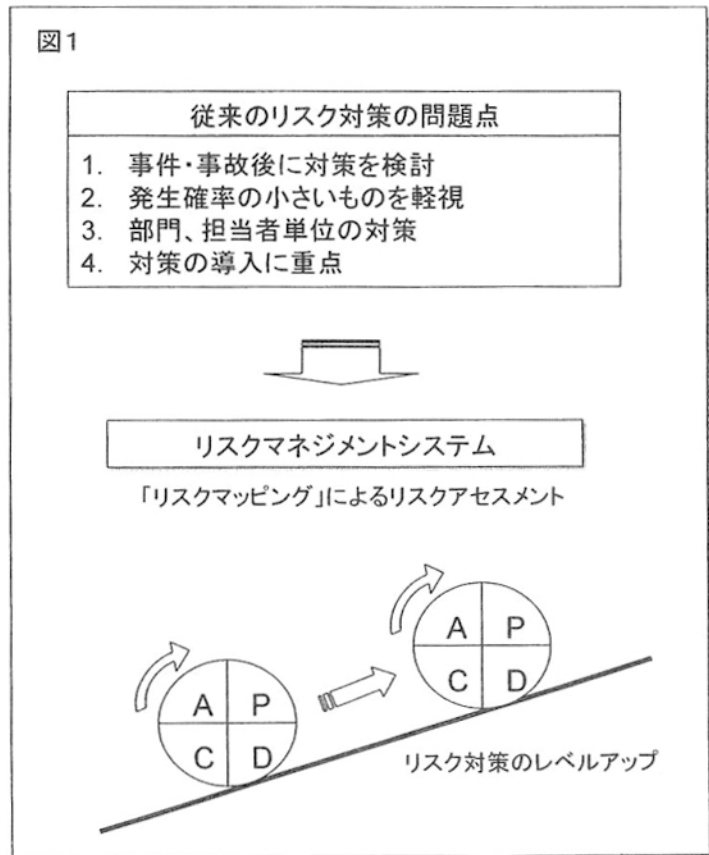 図1
従来のリスク対策の問題点
1. 事件・事故後に対策を検討
2. 発生確率の小さいものを軽視
3. 部門、担当者単位の対策
4. 対策の導入に重点
リスクマネジメントシステム
「リスクマッピング」によるリスクアセスメント
A P
C D
A P
C D
リスク対策のレベルアップ